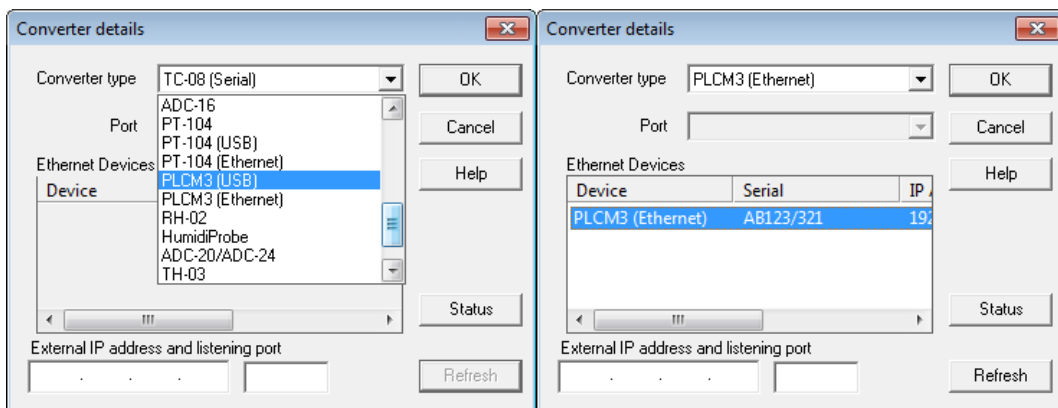 Converter details
Converter type TC-08 (Serial) OK
ADC-16
PT-104
Port PT-104 (USB) Cancel
Ethernet Devices PT-104 (Ethernet) Help
Device PLCM3 (USB)
PLCM3 (Ethernet)
RH-02
HumidiProbe
ADC-20/ADC-24
TH-03
Status
External IP address and listening port
. . .
Refresh
Converter details
Converter type PLCM3 (Ethernet) OK
Port Cancel
Ethernet Devices Help
Device Serial IP
PLCM3 (Ethernet) AB123/321 192
Status
External IP address and listening port
. . .
Refresh